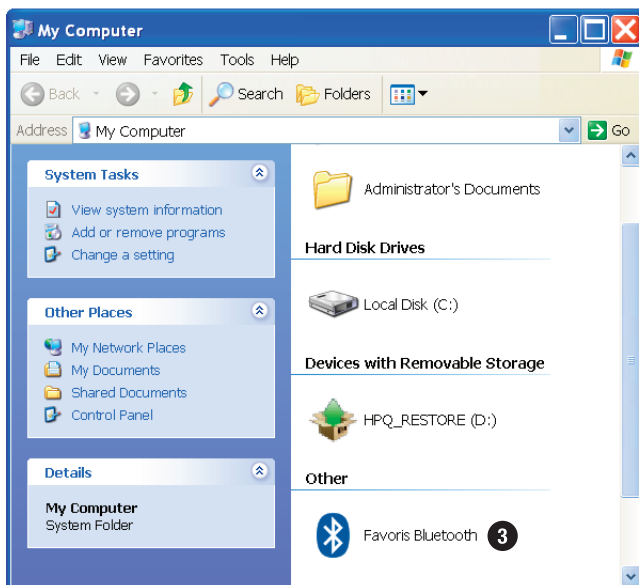 My Computer
File Edit View Favorites Tools Help
Back Search Folders
Address My Computer Go
System Tasks
View system information
Add or remove programs
Change a setting
Other Places
My Network Places
My Documents
Shared Documents
Control Panel
Details
My Computer
System Folder
Administrator's Documents
Hard Disk Drives
Local Disk (C:)
Devices with Removable Storage
HPQ_RESTORE (D:)
Other
Favoris Bluetooth 3